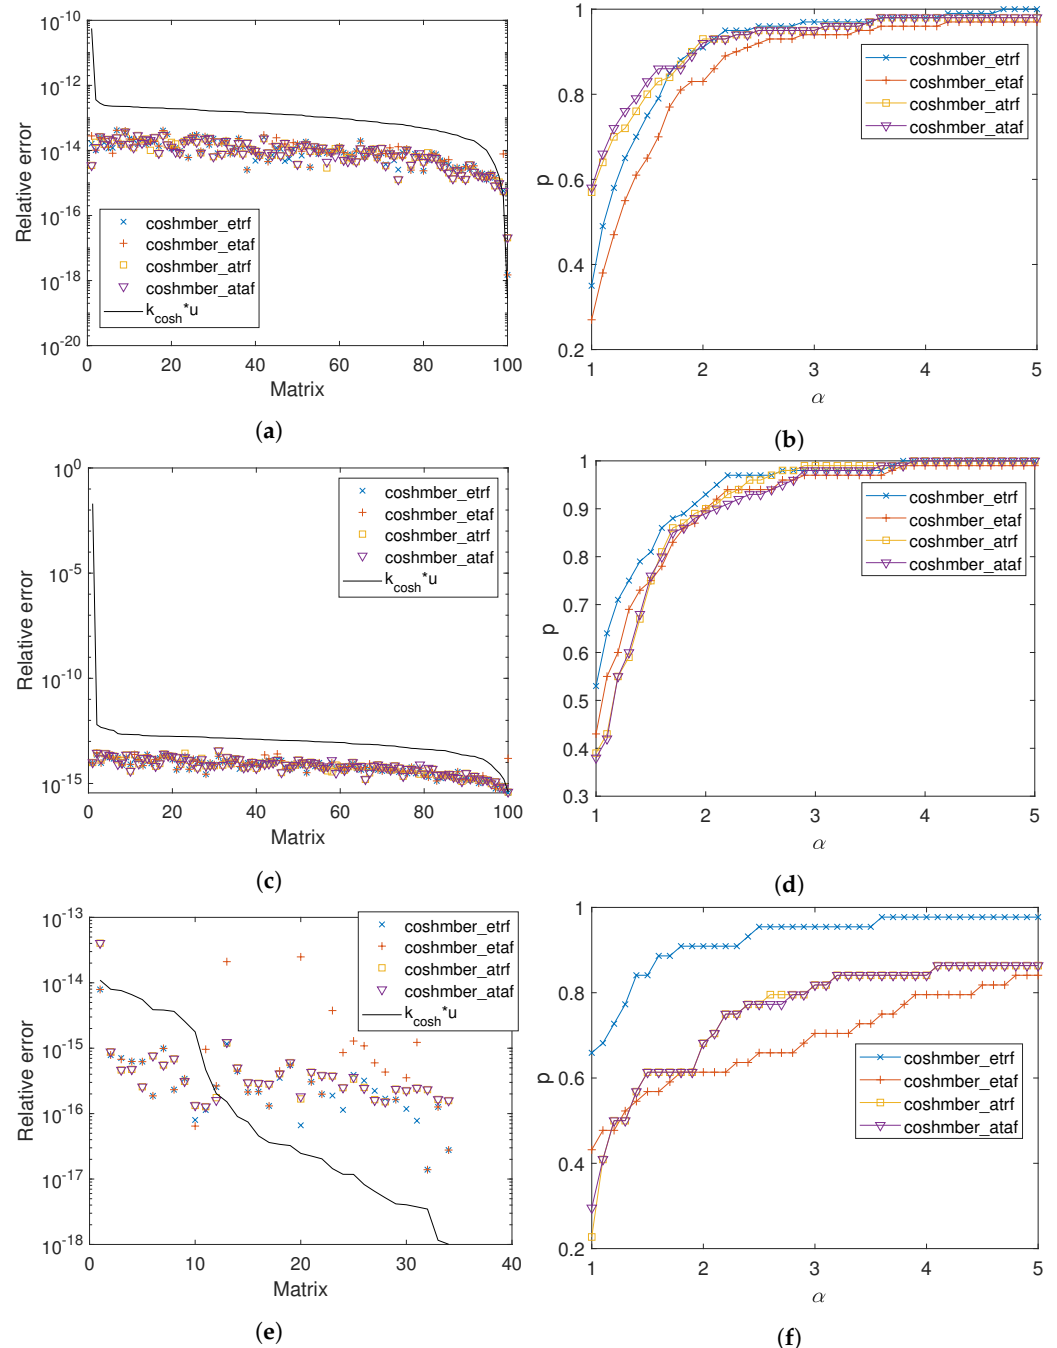 10^-10
10^-12
10^-14
10^-16
10^-18
10^-20
Relative error
coshmber_etrf
coshmber_etaf
coshmber_atrf
coshmber_ataf
k_cosh*u
0 20 40 60 80 100
Matrix
(a)
1
0.8
0.6
0.4
0.2
p
coshmber_etrf
coshmber_etaf
coshmber_atrf
coshmber_ataf
1 2 3 4 5
α
(b)
10^0
10^-5
10^-10
10^-15
Relative error
coshmber_etrf
coshmber_etaf
coshmber_atrf
coshmber_ataf
k_cosh*u
0 20 40 60 80 100
Matrix
(c)
1
0.9
0.8
0.7
0.6
0.5
0.4
0.3
p
coshmber_etrf
coshmber_etaf
coshmber_atrf
coshmber_ataf
1 2 3 4 5
α
(d)
10^-13
10^-14
10^-15
10^-16
10^-17
10^-18
Relative error
coshmber_etrf
coshmber_etaf
coshmber_atrf
coshmber_ataf
k_cosh*u
0 10 20 30 40
Matrix
(e)
1
0.8
0.6
0.4
0.2
p
coshmber_etrf
coshmber_etaf
coshmber_atrf
coshmber_ataf
1 2 3 4 5
α
(f)